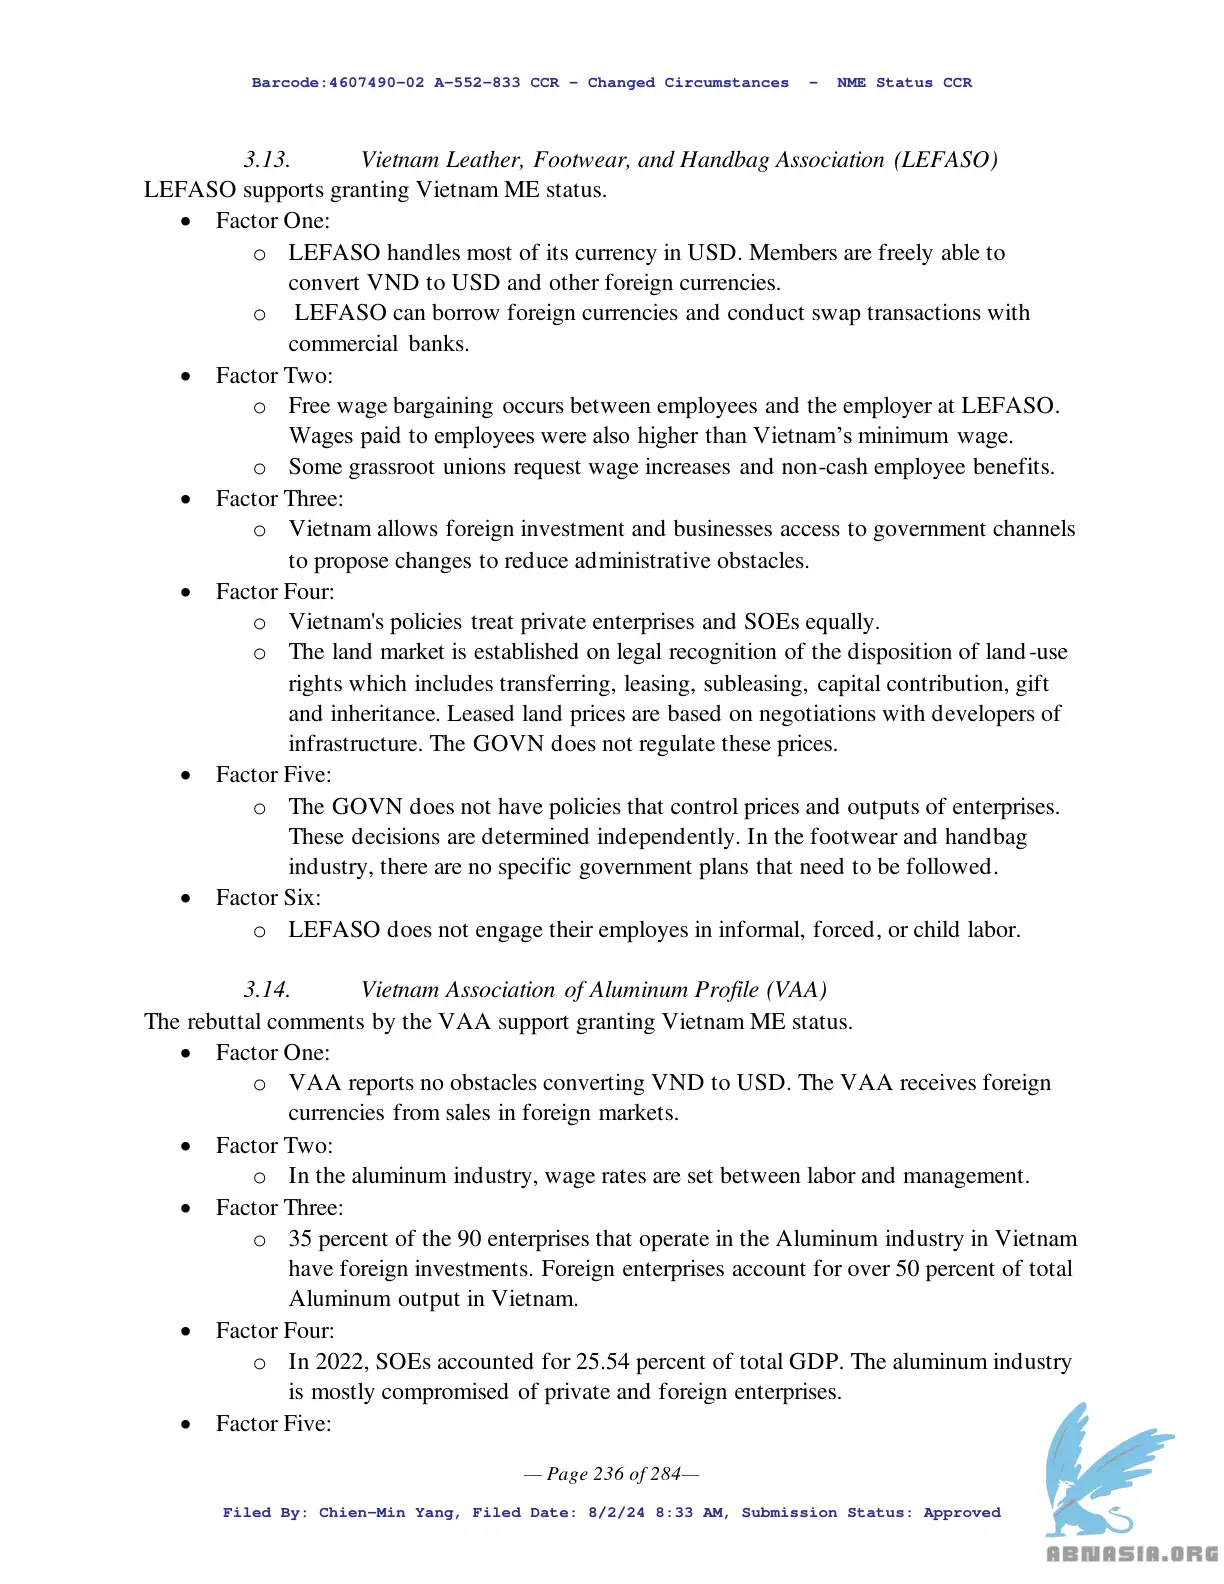 Barcode:4607490-02 A-552-833 CCR - Changed Circumstances - NME Status CCR
3.13. Vietnam Leather, Footwear, and Handbag Association (LEFASO)
LEFASO supports granting Vietnam ME status.
• Factor One:
o LEFASO handles most of its currency in USD. Members are freely able to
convert VND to USD and other foreign currencies.
o LEFASO can borrow foreign currencies and conduct swap transactions with
commercial banks.
• Factor Two:
o Free wage bargaining occurs between employees and the employer at LEFASO.
Wages paid to employees were also higher than Vietnam’s minimum wage.
o Some grassroot unions request wage increases and non-cash employee benefits.
• Factor Three:
o Vietnam allows foreign investment and businesses access to government channels
to propose changes to reduce administrative obstacles.
• Factor Four:
o Vietnam's policies treat private enterprises and SOEs equally.
o The land market is established on legal recognition of the disposition of land-use
rights which includes transferring, leasing, subleasing, capital contribution, gift
and inheritance. Leased land prices are based on negotiations with developers of
infrastructure. The GOVN does not regulate these prices.
• Factor Five:
o The GOVN does not have policies that control prices and outputs of enterprises.
These decisions are determined independently. In the footwear and handbag
industry, there are no specific government plans that need to be followed.
• Factor Six:
o LEFASO does not engage their employes in informal, forced, or child labor.
3.14. Vietnam Association of Aluminum Profile (VAA)
The rebuttal comments by the VAA support granting Vietnam ME status.
• Factor One:
o VAA reports no obstacles converting VND to USD. The VAA receives foreign
currencies from sales in foreign markets.
• Factor Two:
o In the aluminum industry, wage rates are set between labor and management.
• Factor Three:
o 35 percent of the 90 enterprises that operate in the Aluminum industry in Vietnam
have foreign investments. Foreign enterprises account for over 50 percent of total
Aluminum output in Vietnam.
• Factor Four:
o In 2022, SOEs accounted for 25.54 percent of total GDP. The aluminum industry
is mostly compromised of private and foreign enterprises.
• Factor Five:
— Page 236 of 284—
Filed By: Chien-Min Yang, Filed Date: 8/2/24 8:33 AM, Submission Status: Approved
ABNASIA.ORG